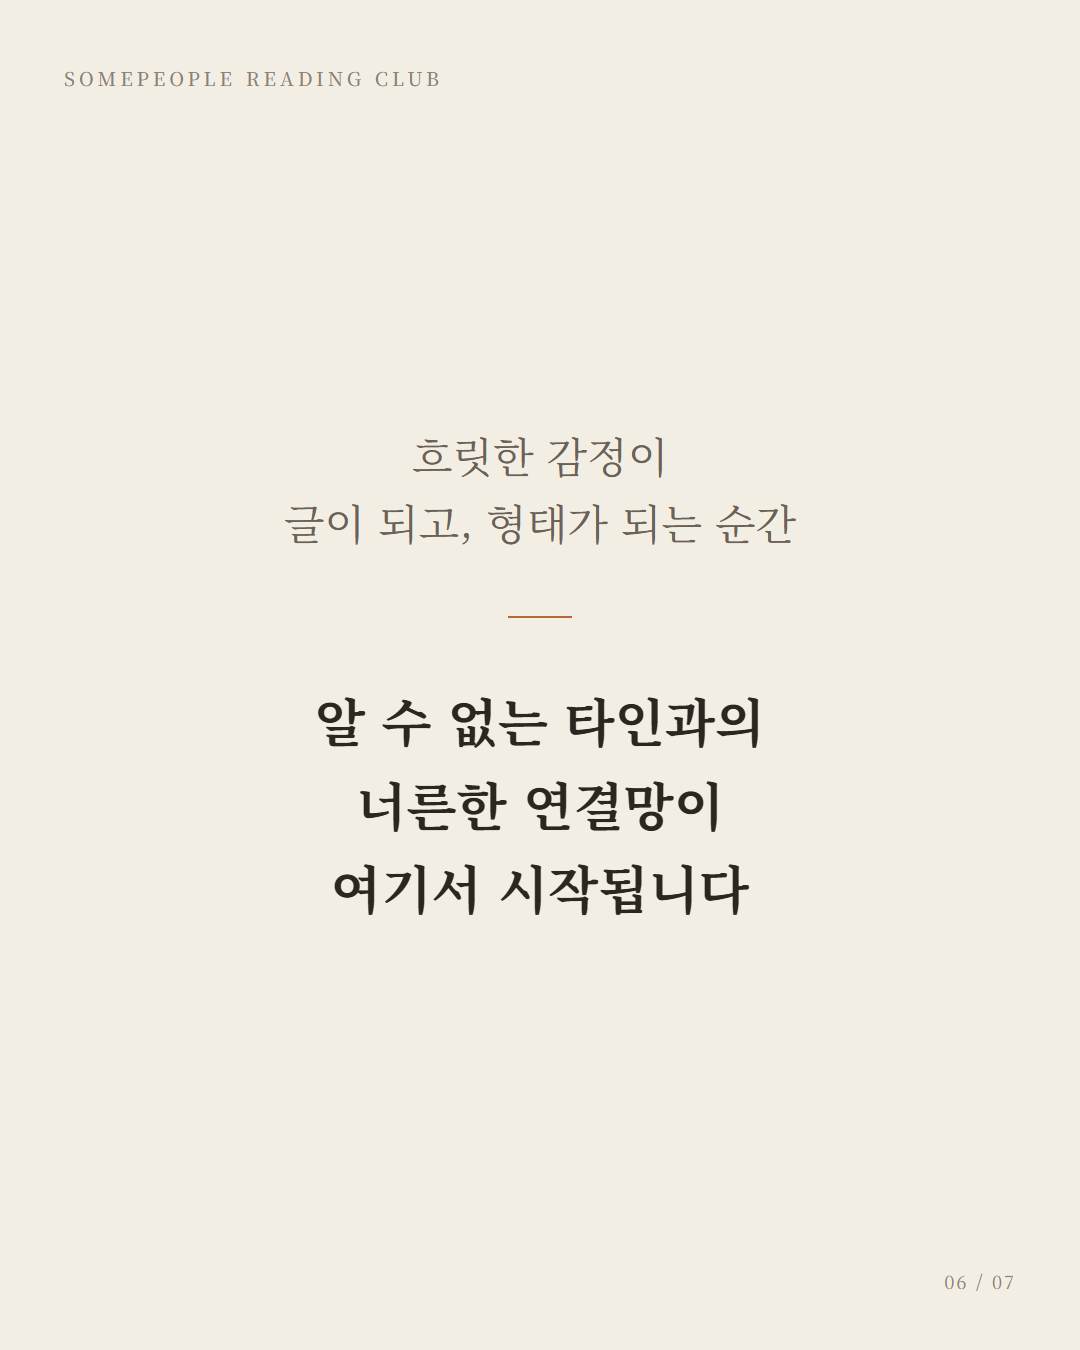 SOMEPEOPLE READING CLUB
흐릿한 감정이
글이 되고, 형태가 되는 순간
알 수 없는 타인과의
너른한 연결망이
여기서 시작됩니다
06 / 07